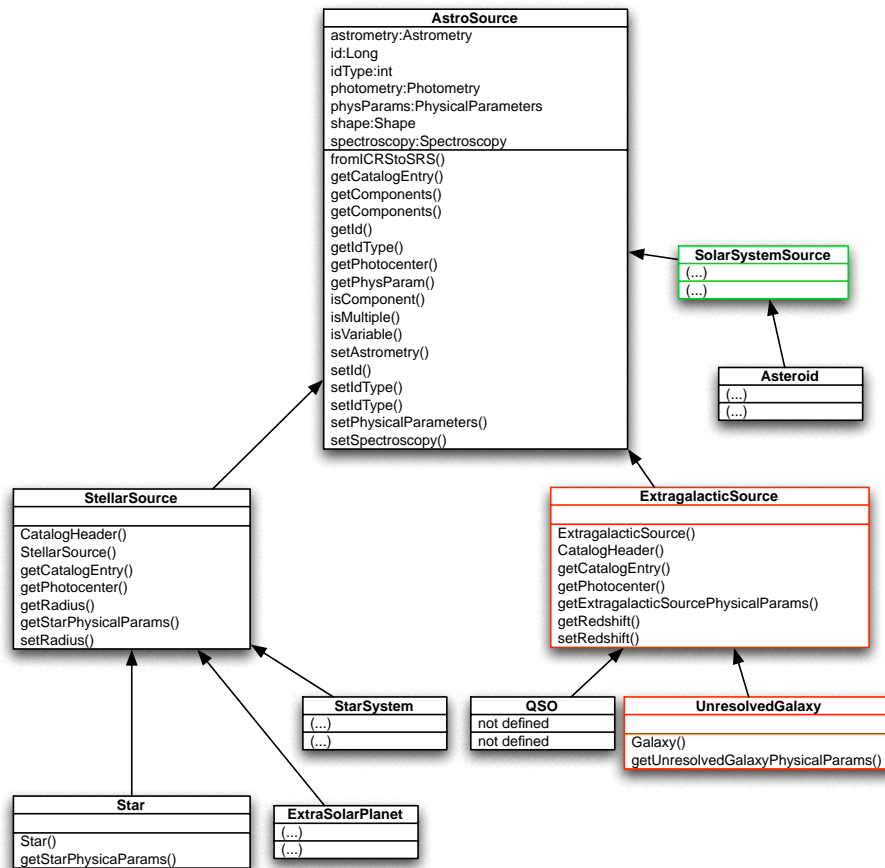 AstroSource
astrometry:Astrometry
id:Long
idType:int
photometry:Photometry
physParams:PhysicalParameters
shape:Shape
spectroscopy:Spectroscopy
fromICRStoSRS()
getCatalogEntry()
getComponents()
getComponents()
getId()
getIdType()
getPhotocenter()
getPhysParam()
isComponent()
isMultiple()
isVariable()
setAstrometry()
setId()
setIdType()
setIdType()
setPhysicalParameters()
setSpectroscopy()
SolarSystemSource
(...)
(...)
Asteroid
(...)
(...)
StellarSource
CatalogHeader()
StellarSource()
getCatalogEntry()
getPhotocenter()
getRadius()
getStarPhysicalParams()
setRadius()
ExtragalacticSource
ExtragalacticSource()
CatalogHeader()
getCatalogEntry()
getPhotocenter()
getExtragalacticSourcePhysicalParams()
getRedshift()
setRedshift()
StarSystem
(...)
(...)
QSO
not defined
not defined
UnresolvedGalaxy
Galaxy()
getUnresolvedGalaxyPhysicalParams()
Star
Star()
getStarPhysicaParams()
ExtraSolarPlanet
(...)
(...)